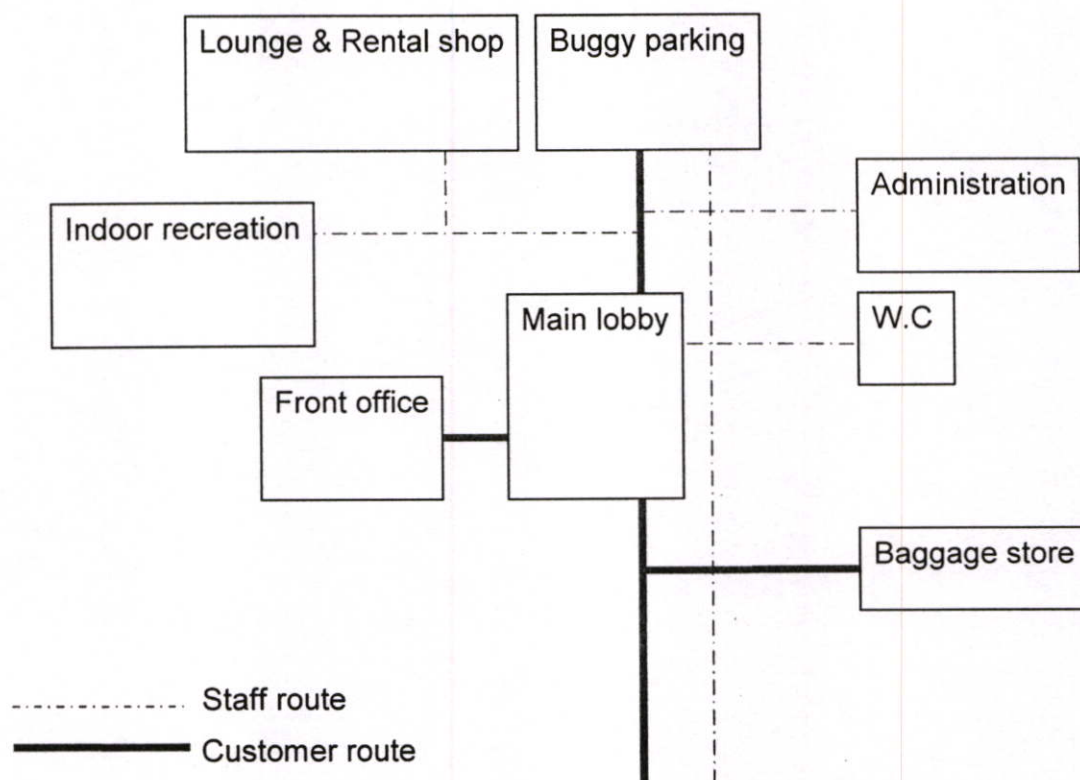 Lounge & Rental shop
Buggy parking
Administration
Indoor recreation
Main lobby
W.C
Front office
Baggage store
Staff route
Customer route